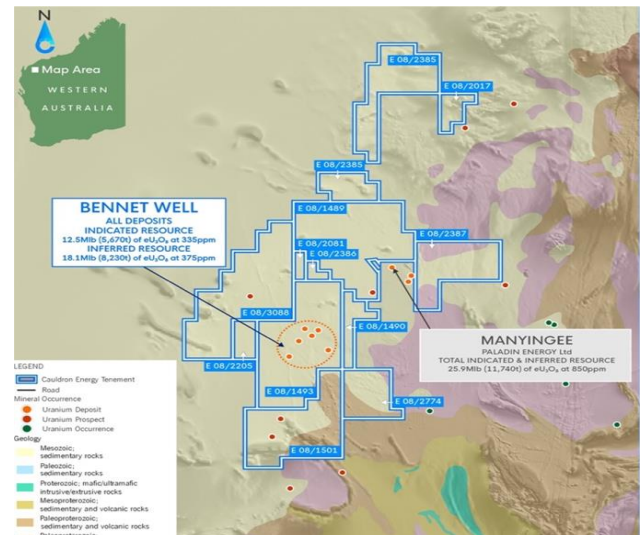 N
Map Area
WESTERN
AUSTRALIA
E 08/2385
E 08/2017
E 08/2385
E 08/1489
BENNET WELL
ALL DEPOSITS
INDICATED RESOURCE
12.5Mlb (5,670t) of eU₃O₈ at 335ppm
INFERRED RESOURCE
18.1Mlb (8,230t) of eU₃O₈ at 375ppm
E 08/2387
E 08/2081
E 08/2386
E 08/3088
E 08/1490
MANYINGEE
PALADIN ENERGY Ltd
TOTAL INDICATED & INFERRED RESOURCE
25.9Mlb (11,740t) of eU₃O₈ at 850ppm
E 08/2205
E 08/1493
E 08/2774
E 08/1501
LEGEND
Cauldron Energy Tenement
Road
Mineral Occurrence
Uranium Deposit
Uranium Prospect
Uranium Occurrence
Geology
Mesozoic;
sedimentary rocks
Paleozoic;
sedimentary rocks
Proterozoic; mafic/ultramafic
intrusive/extrusive rocks
Mesoproterozoic;
sedimentary and volcanic rocks
Paleoproterozoic;
sedimentary and volcanic rocks